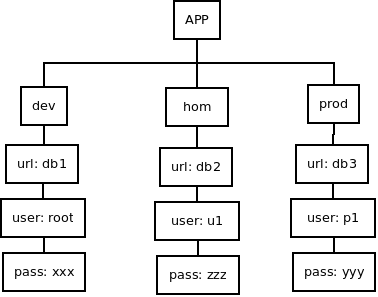 APP
dev
hom
prod
url: db1
url: db2
url: db3
user: root
user: u1
user: p1
pass: xxx
pass: zzz
pass: yyy